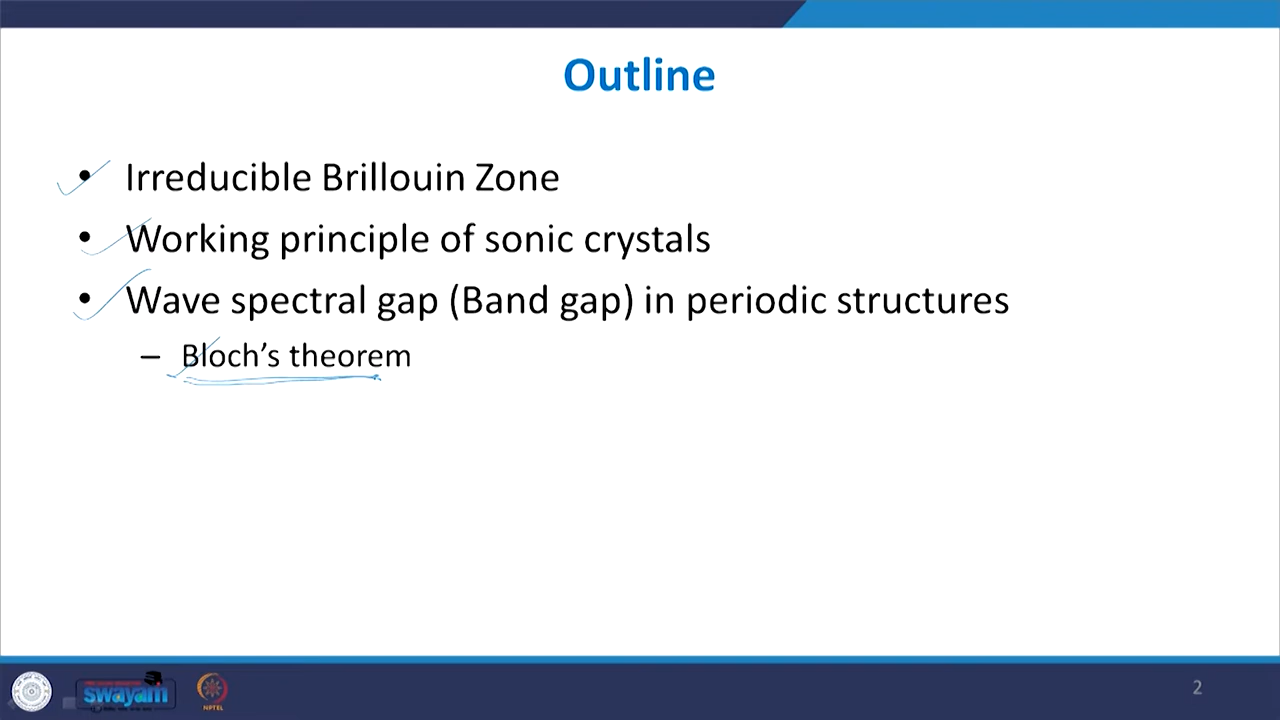 Outline
• Irreducible Brillouin Zone
• Working principle of sonic crystals
• Wave spectral gap (Band gap) in periodic structures
– Bloch’s theorem
swayam
NPTEL
2